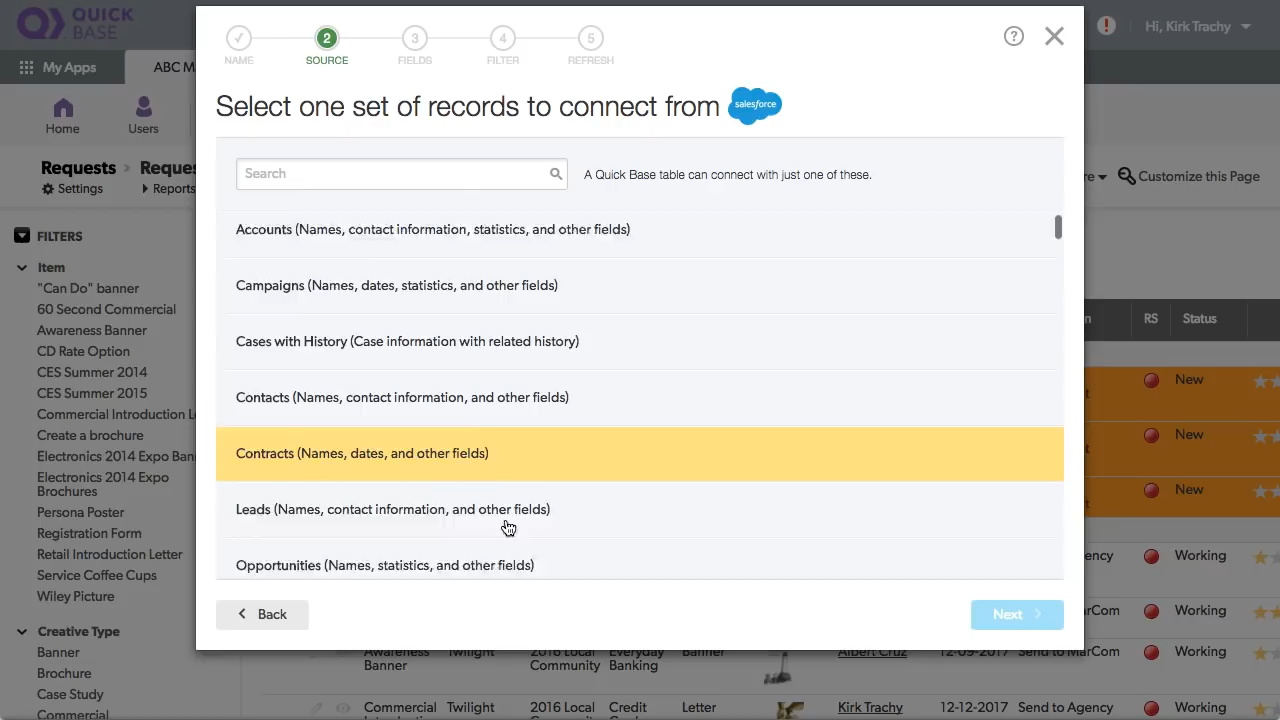 QUICK
BASE
Hi, Kirk Trachy
My Apps
ABC M
Home
Users
Requests
Reques
Settings
Reports
Customize this Page
FILTERS
Item
"Can Do" banner
60 Second Commercial
Awareness Banner
CD Rate Option
CES Summer 2014
CES Summer 2015
Commercial Introduction L
Create a brochure
Electronics 2014 Expo Ban
Electronics 2014 Expo
Brochures
Persona Poster
Registration Form
Retail Introduction Letter
Service Coffee Cups
Wiley Picture
Creative Type
Banner
Brochure
Case Study
Commercial
NAME
2
SOURCE
3
FIELDS
4
FILTER
5
REFRESH
?
Select one set of records to connect from salesforce
Search
A Quick Base table can connect with just one of these.
Accounts (Names, contact information, statistics, and other fields)
Campaigns (Names, dates, statistics, and other fields)
Cases with History (Case information with related history)
Contacts (Names, contact information, and other fields)
Contracts (Names, dates, and other fields)
Leads (Names, contact information, and other fields)
Opportunities (Names, statistics, and other fields)
Back
Next
RS
Status
New
New
New
Working
Working
Awareness Banner
Twilight
2016 Local Community
Everyday Banking
Banner
Albert Cruz
12-09-2017
Send to MarCom
Working
Commercial
Twilight
2016 Local
Credit
Letter
Kirk Trachy
12-12-2017
Send to Agency
Working